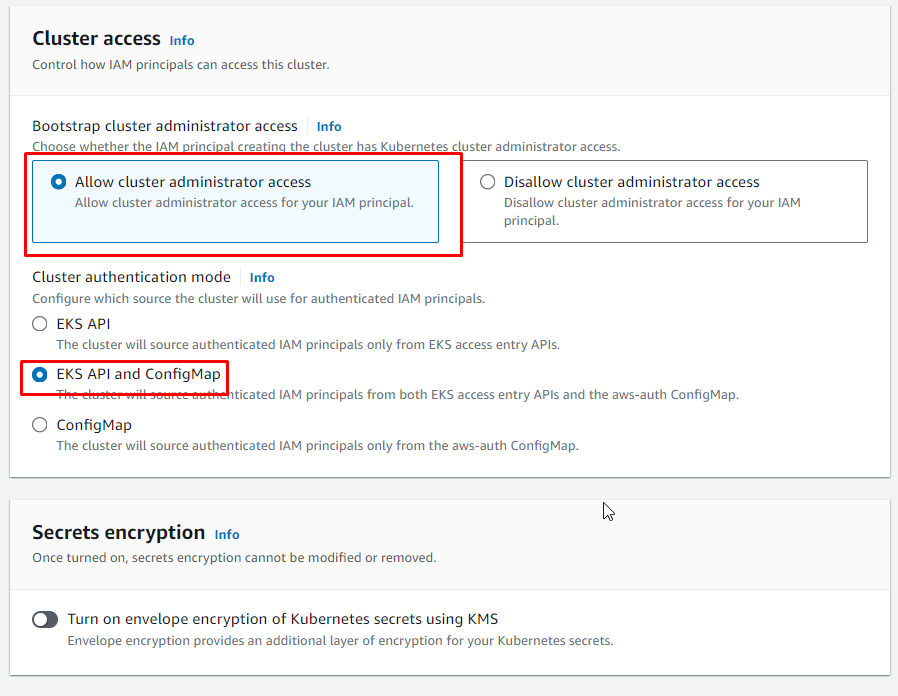 Cluster access Info
Control how IAM principals can access this cluster.
Bootstrap cluster administrator access Info
Choose whether the IAM principal creating the cluster has Kubernetes cluster administrator access.
Allow cluster administrator access
Allow cluster administrator access for your IAM principal.
Disallow cluster administrator access
Disallow cluster administrator access for your IAM
principal.
Cluster authentication mode Info
Configure which source the cluster will use for authenticated IAM principals.
EKS API
The cluster will source authenticated IAM principals only from EKS access entry APIs.
EKS API and ConfigMap
The cluster will source authenticated IAM principals from both EKS access entry APIs and the aws-auth ConfigMap.
ConfigMap
The cluster will source authenticated IAM principals only from the aws-auth ConfigMap.
Secrets encryption Info
Once turned on, secrets encryption cannot be modified or removed.
Turn on envelope encryption of Kubernetes secrets using KMS
Envelope encryption provides an additional layer of encryption for your Kubernetes secrets.